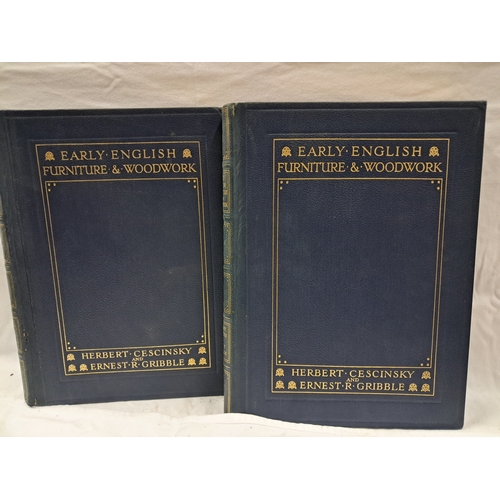 EARLY·ENGLISH
FURNITURE·&·WOODWORK
HERBERT·CESCINSKY
AND
ERNEST·R·GRIBBLE
EARLY·ENGLISH
FURNITURE·&·WOODWORK
HERBERT·CESCINSKY
AND
ERNEST·R·GRIBBLE